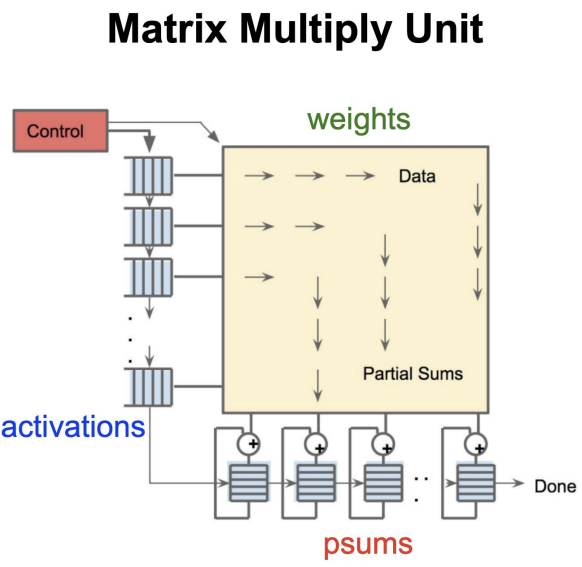 Matrix Multiply Unit
Control
weights
Data
Partial Sums
activations
+
+
+
+
Done
psums